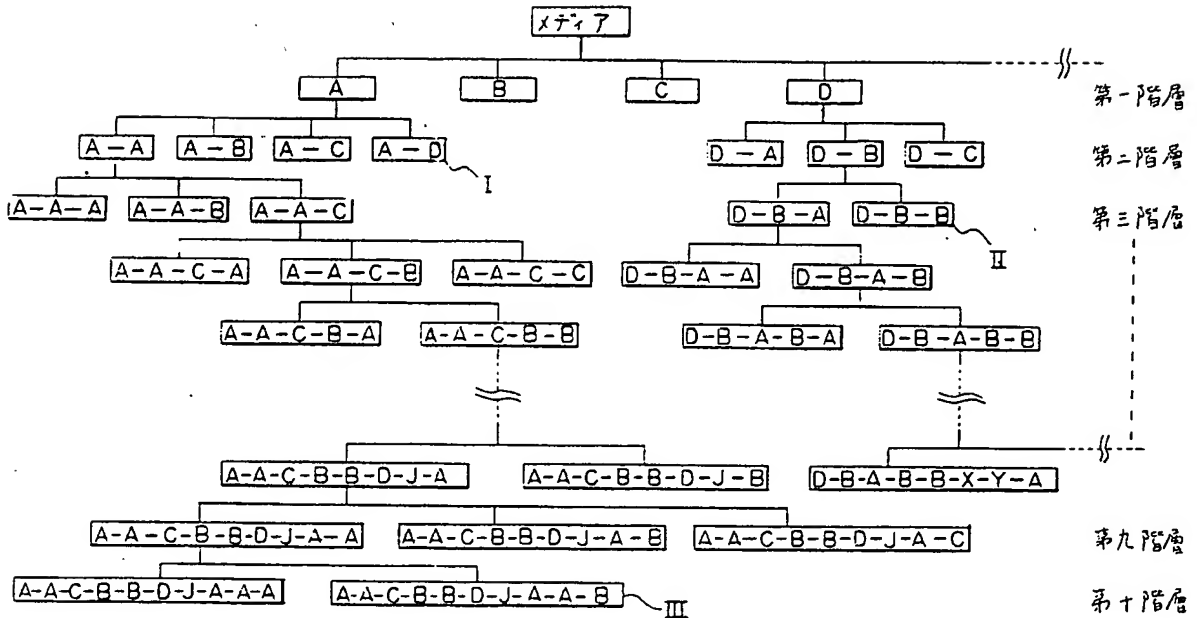 メディア
A B C D 第一階層
A-A A-B A-C A-D D-A D-B D-C 第二階層
I
A-A-A A-A-B A-A-C D-B-A D-B-B 第三階層
II
A-A-C-A A-A-C-B A-A-C-C D-B-A-A D-B-A-B
A-A-C-B-A A-A-C-B-B D-B-A-B-A D-B-A-B-B
A-A-C-B-B-D-J-A A-A-C-B-B-D-J-B D-B-A-B-B-X-Y-A
A-A-C-B-B-D-J-A-A A-A-C-B-B-D-J-A-B A-A-C-B-B-D-J-A-C 第九階層
A-A-C-B-B-D-J-A-A-A A-A-C-B-B-D-J-A-A-B III 第十階層